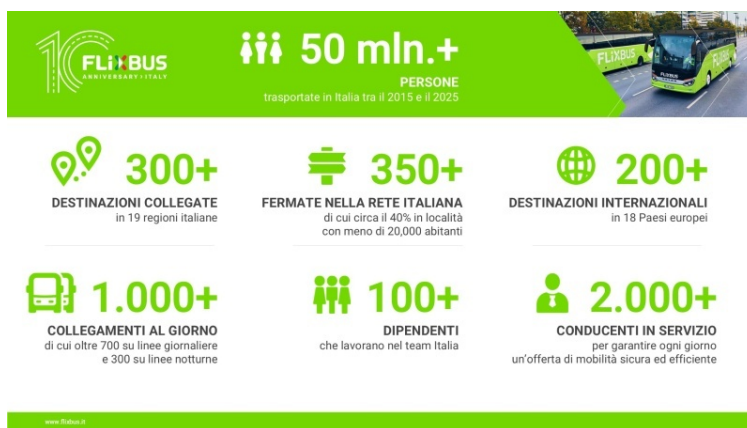 10
FLiXBUS
ANNIVERSARY • ITALY
50 mln.+
PERSONE
trasportate in Italia tra il 2015 e il 2025
FLiXBUS
FLiXBUS
300+
DESTINAZIONI COLLEGATE
in 19 regioni italiane
350+
FERMATE NELLA RETE ITALIANA
di cui circa il 40% in località
con meno di 20,000 abitanti
200+
DESTINAZIONI INTERNAZIONALI
in 18 Paesi europei
1.000+
COLLEGAMENTI AL GIORNO
di cui oltre 700 su linee giornaliere
e 300 su linee notturne
100+
DIPENDENTI
che lavorano nel team Italia
2.000+
CONDUCENTI IN SERVIZIO
per garantire ogni giorno
un'offerta di mobilità sicura ed efficiente
www.flixbus.it